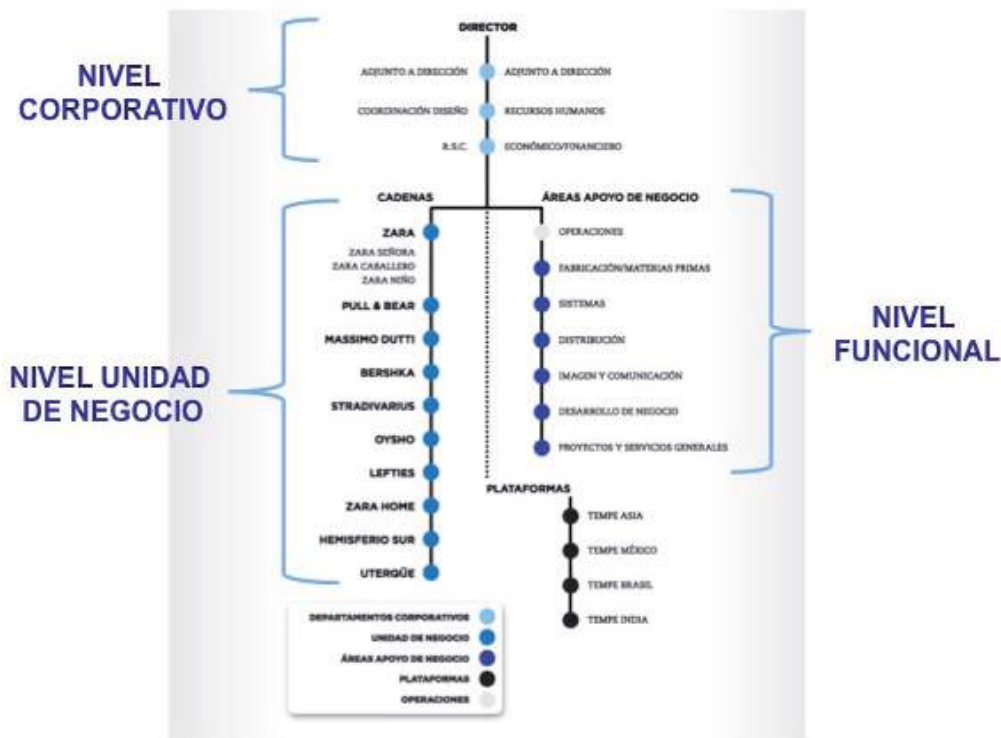 DIRECTOR
NIVEL
CORPORATIVO
ADJUNTO A DIRECCIÓN
ADJUNTO A DIRECCIÓN
COORDINACIÓN DISEÑO
RECURSOS HUMANOS
R.S.C.
ECONÓMICO/FINANCIERO
CADENAS
ÁREAS APOYO DE NEGOCIO
NIVEL UNIDAD
DE NEGOCIO
ZARA
ZARA SEÑORA
ZARA CABALLERO
ZARA NIÑO
PULL & BEAR
MASSIMO DUTTI
BERSHKA
STRADIVARIUS
OYSHO
LEFTIES
ZARA HOME
HEMISFERIO SUR
UTERQÜE
OPERACIONES
FABRICACIÓN/MATERIAS PRIMAS
SISTEMAS
DISTRIBUCIÓN
IMAGEN Y COMUNICACIÓN
DESARROLLO DE NEGOCIO
PROYECTOS Y SERVICIOS GENERALES
NIVEL
FUNCIONAL
PLATAFORMAS
TEMPE ASIA
TEMPE MÉXICO
TEMPE BRASIL
TEMPE INDIA
DEPARTAMENTOS CORPORATIVOS
UNIDAD DE NEGOCIO
ÁREAS APOYO DE NEGOCIO
PLATAFORMAS
OPERACIONES